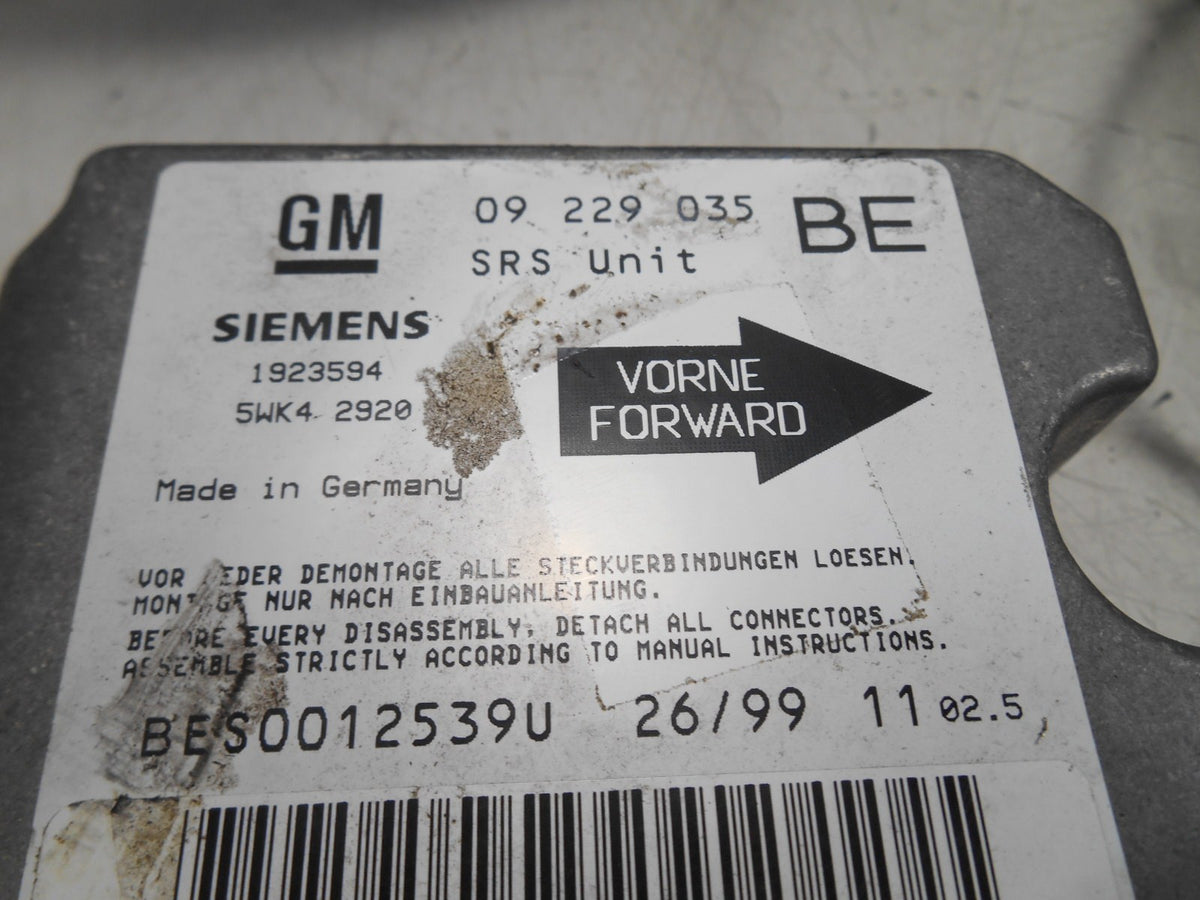 GM 09 229 035 BE
SRS Unit
SIEMENS
1923594
5WK4 2920
VORNE
FORWARD
Made in Germany
VOR JEDER DEMONTAGE ALLE STECKVERBINDUNGEN LOESEN.
MONTAGE NUR NACH EINBAUANLEITUNG.
BEFORE EVERY DISASSEMBLY, DETACH ALL CONNECTORS.
ASSEMBLE STRICTLY ACCORDING TO MANUAL INSTRUCTIONS.
BES0012539U 26/99 11 02.5